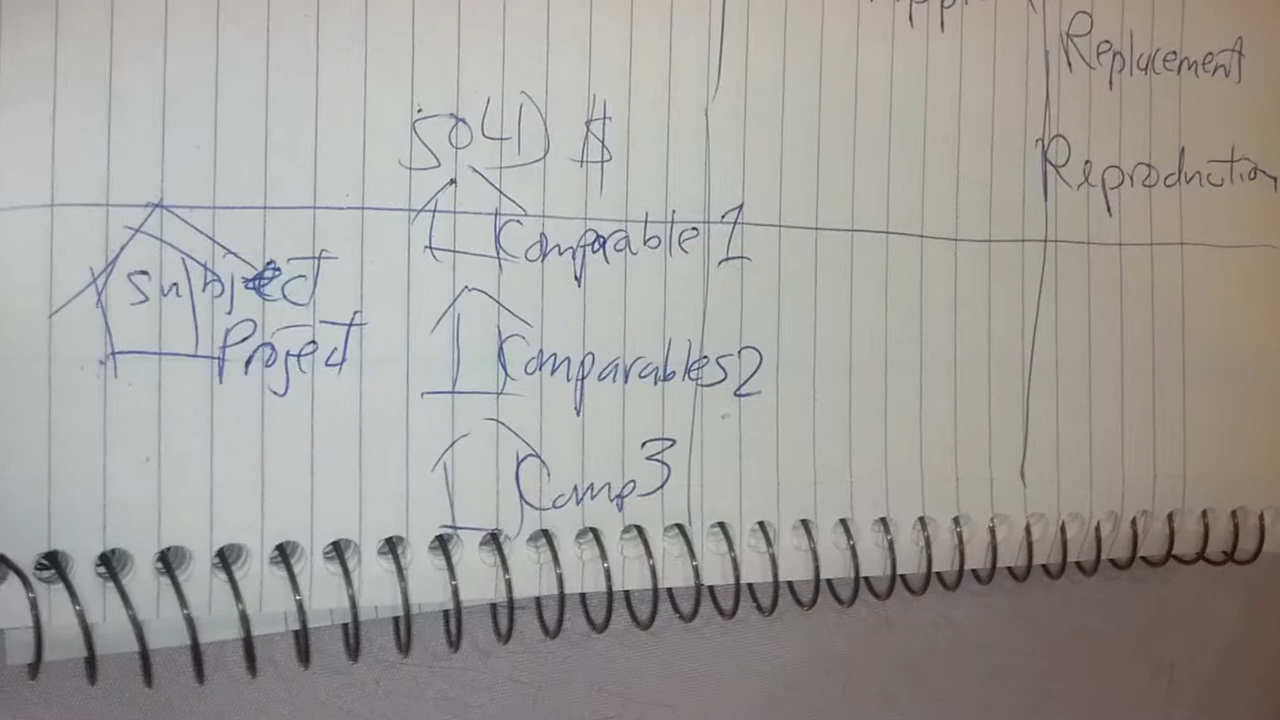 Replacement
Reproduction
SOLD $
Comparable 1
Subject
Project
Comparables 2
Comp 3